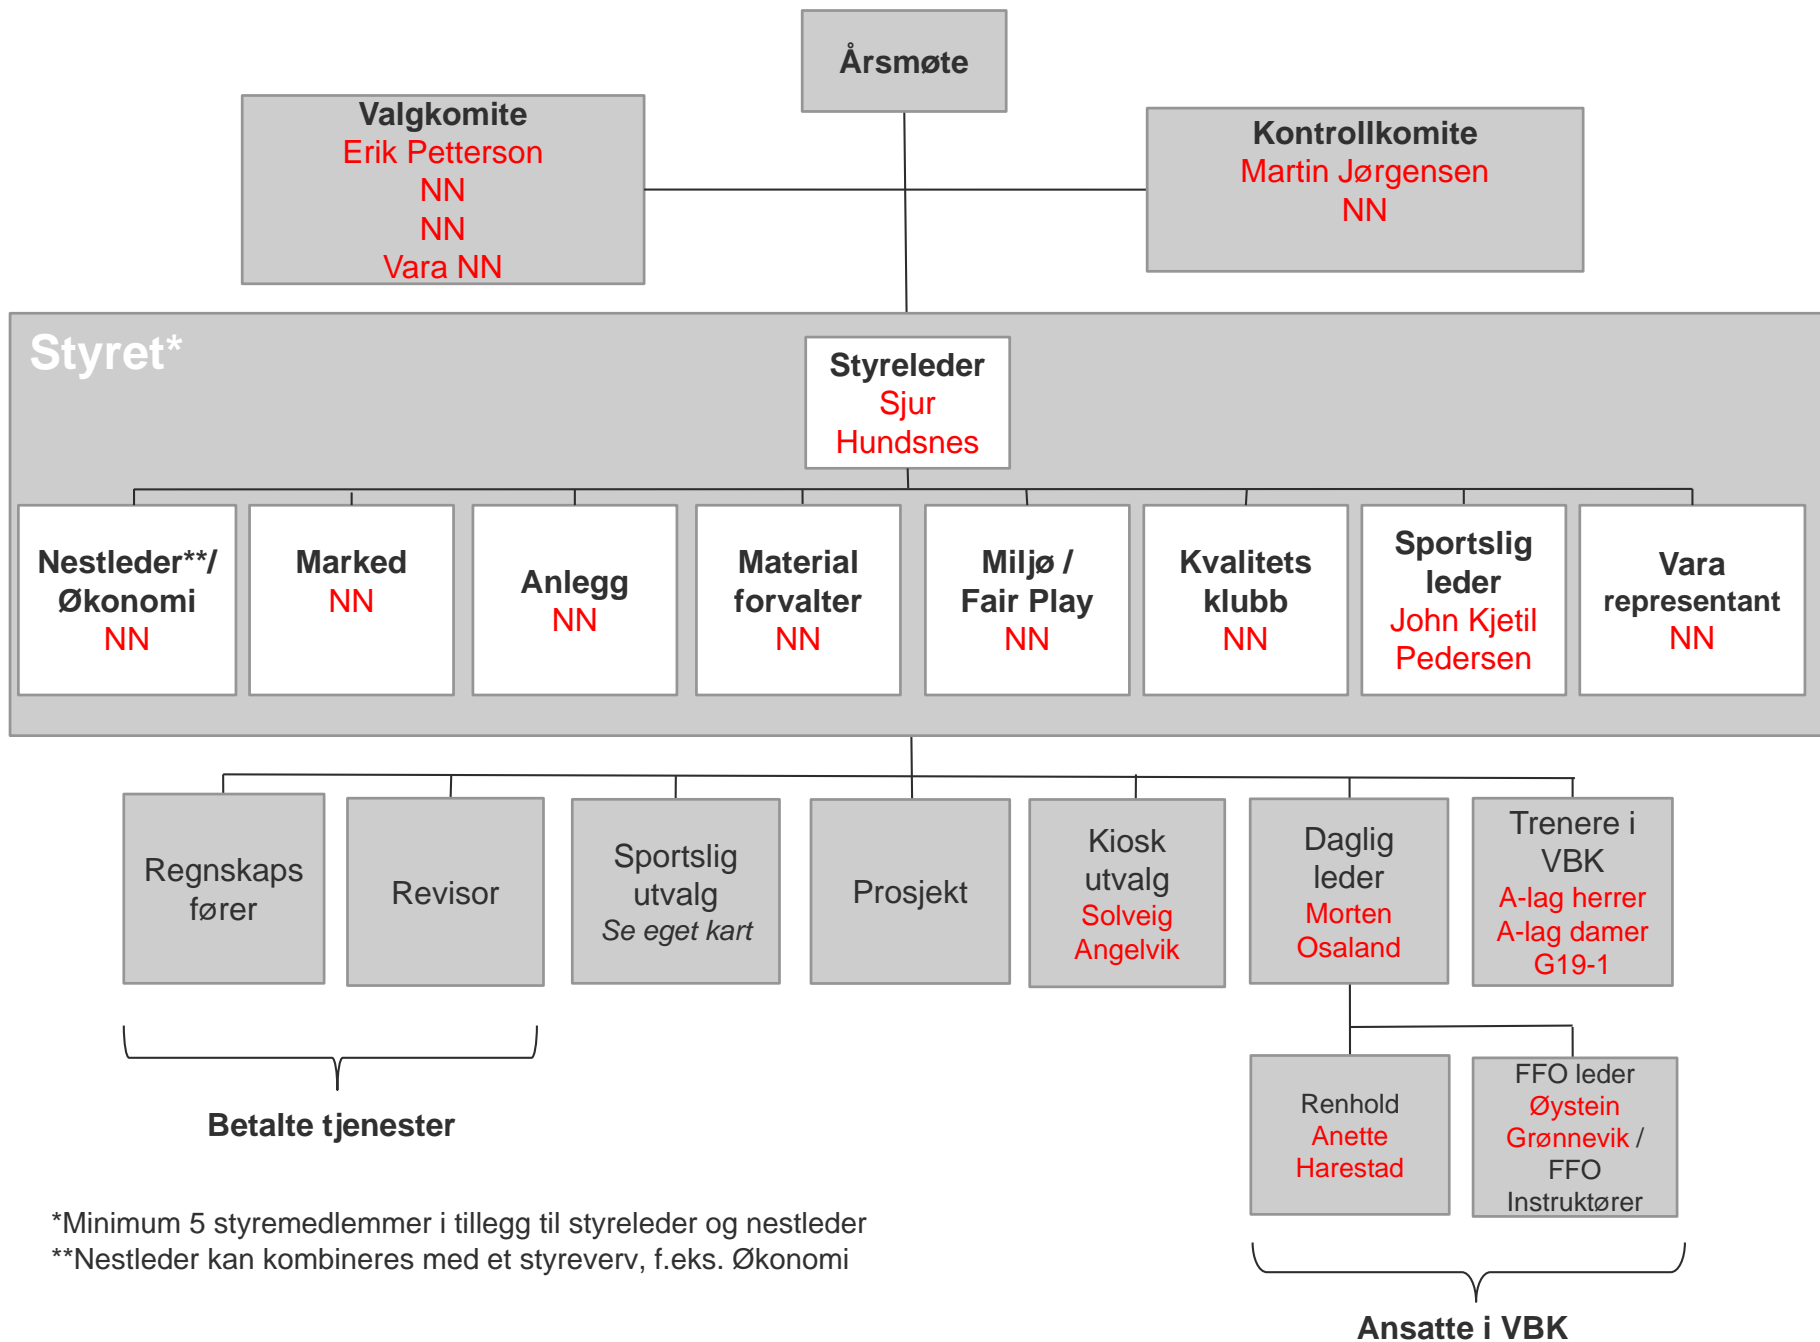 Årsmøte
Valgkomite
Erik Petterson
NN
NN
Vara NN
Kontrollkomite
Martin Jørgensen
NN
Styret*
Styreleder
Sjur
Hundsnes
Nestleder**/
Økonomi
NN
Marked
NN
Anlegg
NN
Material
forvalter
NN
Miljø /
Fair Play
NN
Kvalitets
klubb
NN
Sportslig
leder
John Kjetil
Pedersen
Vara
representant
NN
Regnskaps
fører
Revisor
Sportslig
utvalg
Se eget kart
Prosjekt
Kiosk
utvalg
Solveig
Angelvik
Daglig
leder
Morten
Osaland
Trenere i
VBK
A-lag herrer
A-lag damer
G19-1
Betalte tjenester
Renhold
Anette
Harestad
FFO leder
Øystein
Grønnevik /
FFO
Instruktører
*Minimum 5 styremedlemmer i tillegg til styreleder og nestleder
**Nestleder kan kombineres med et styreverv, f.eks. Økonomi
Ansatte i VBK